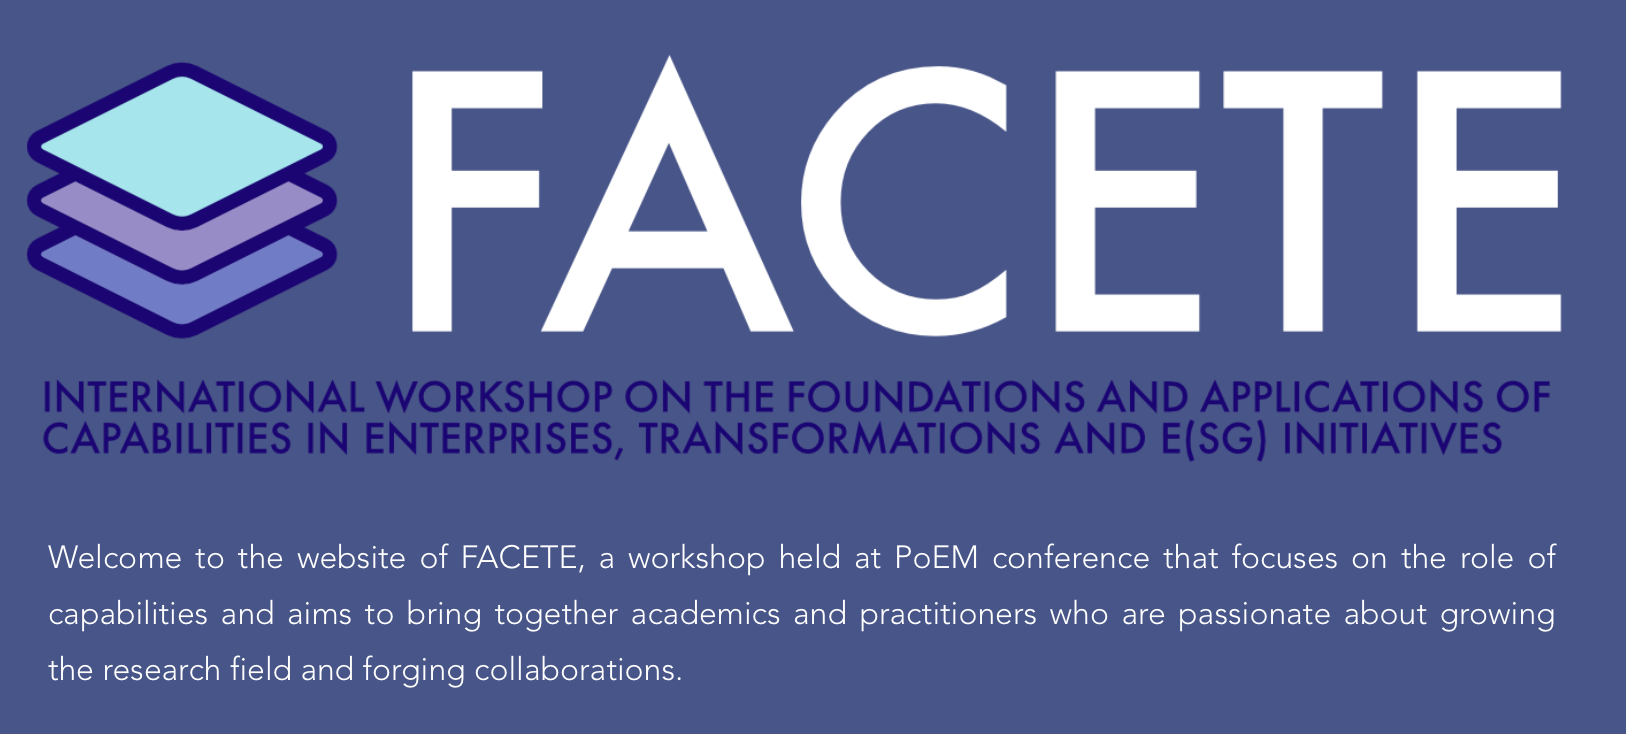 FACETE
INTERNATIONAL WORKSHOP ON THE FOUNDATIONS AND APPLICATIONS OF
CAPABILITIES IN ENTERPRISES, TRANSFORMATIONS AND E(SG) INITIATIVES
Welcome to the website of FACETE, a workshop held at PoEM conference that focuses on the role of
capabilities and aims to bring together academics and practitioners who are passionate about growing
the research field and forging collaborations.